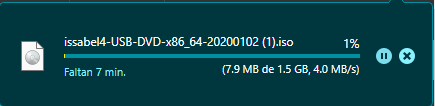 issabel4-USB-DVD-x86_64-20200102 (1).iso
1%
Faltan 7 min.
(7.9 MB de 1.5 GB, 4.0 MB/s)